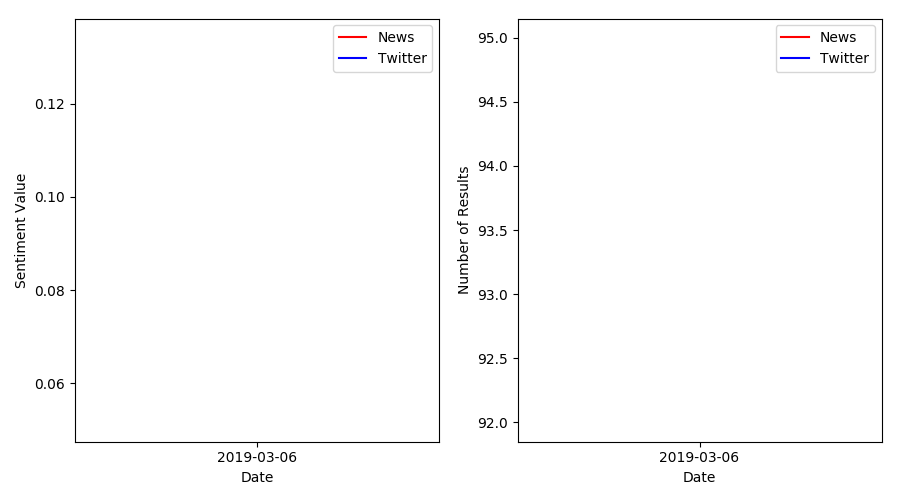 News
Twitter
0.12
0.10
0.08
0.06
Sentiment Value
2019-03-06
Date
News
Twitter
95.0
94.5
94.0
93.5
93.0
92.5
92.0
Number of Results
2019-03-06
Date